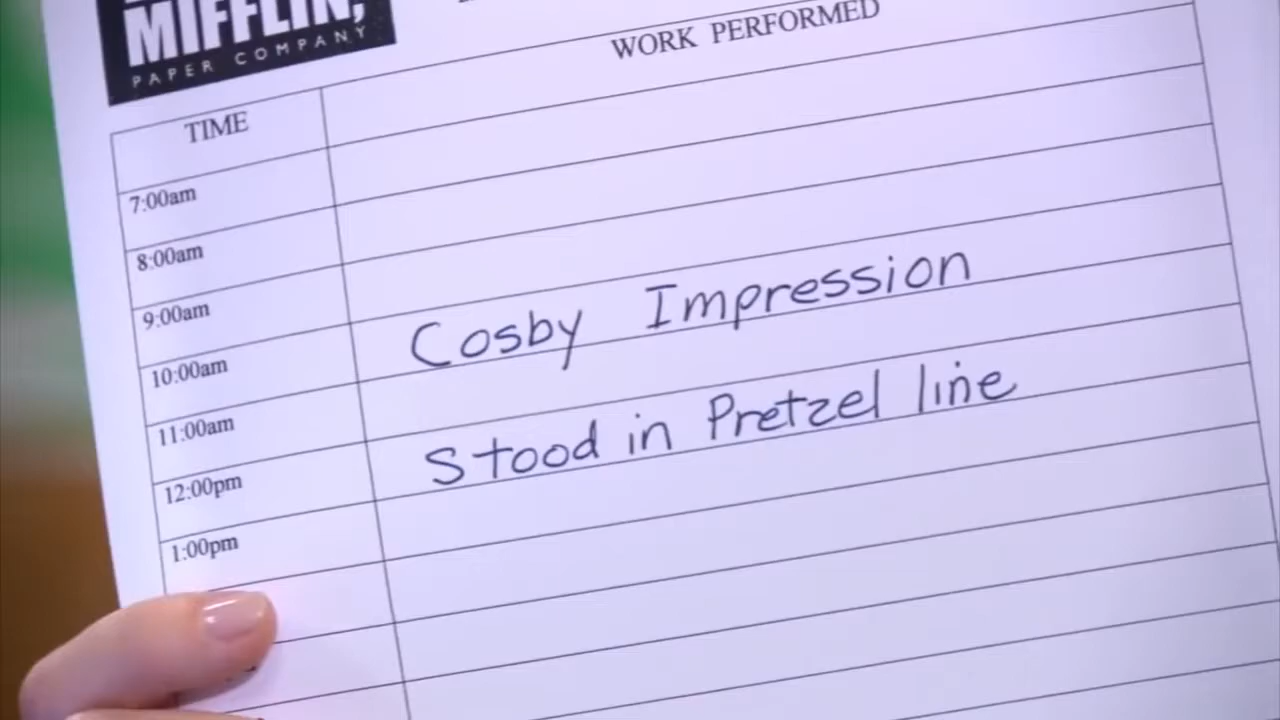 MIFFLIN,
PAPER COMPANY
TIME WORK PERFORMED
7:00am
8:00am
9:00am
10:00am Cosby Impression
11:00am
12:00pm Stood in Pretzel line
1:00pm